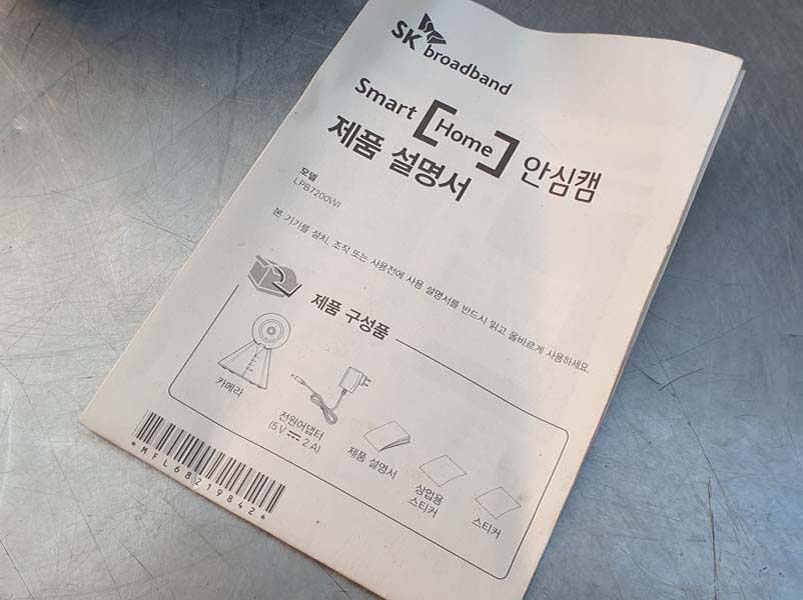 SK broadband
Smart [Home] 안심캠
제품 설명서
모델
LPB7200WI
본 기기를 설치, 조작 또는 사용전에 사용 설명서를 반드시 읽고 올바르게 사용하세요.
제품 구성품
카메라
전원어댑터
(5 V ⎓ 2 A)
제품 설명서
상업용
스티커
스티커
*MFL68219842*